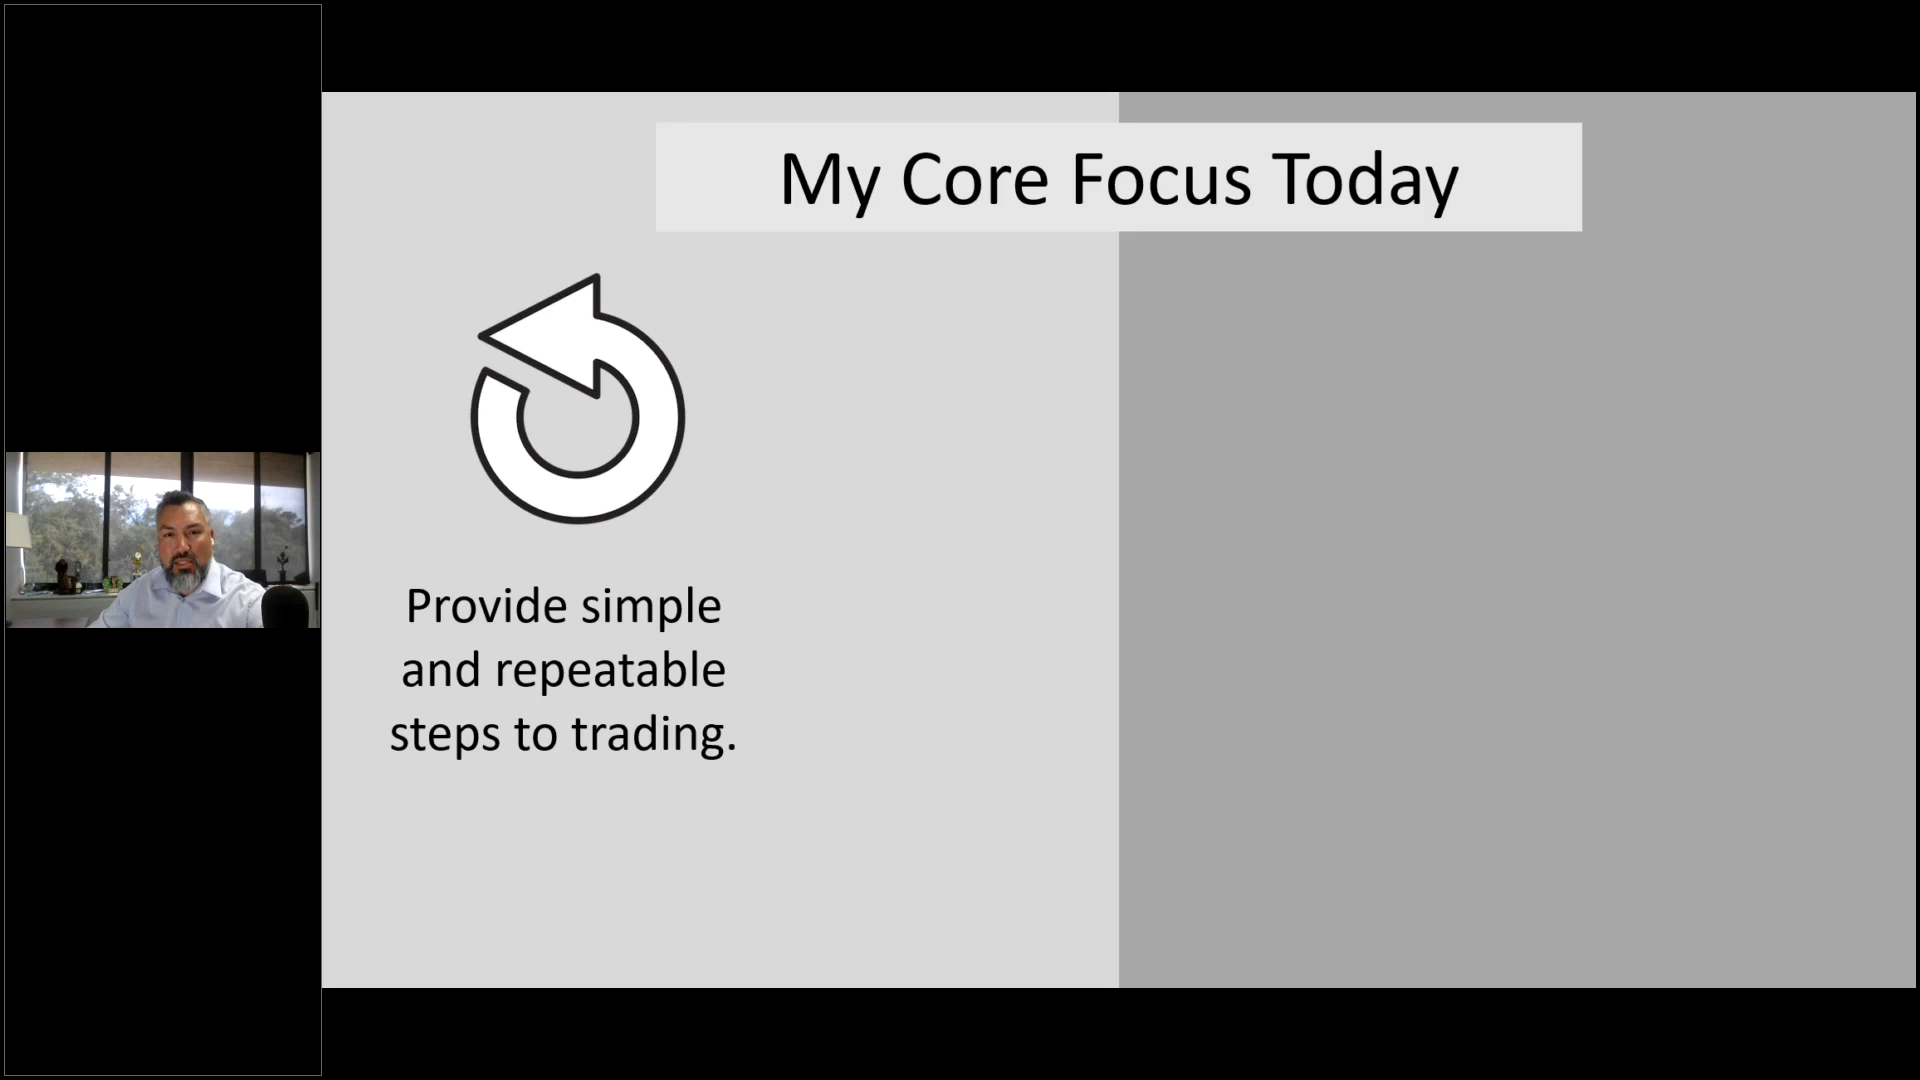 My Core Focus Today
Provide simple
and repeatable
steps to trading.